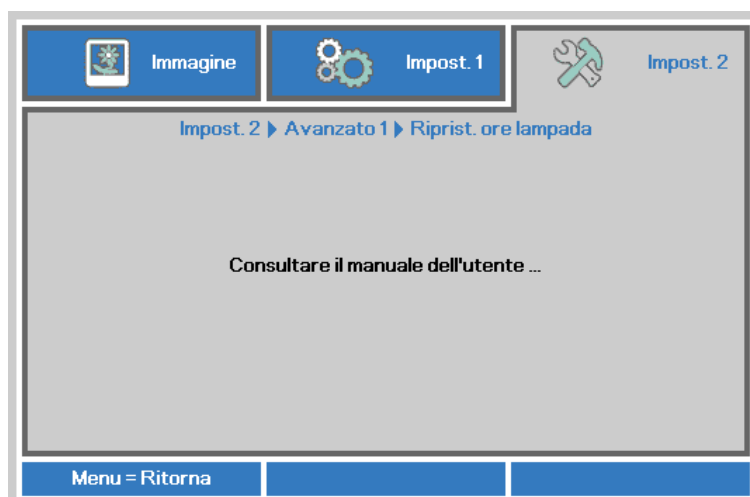 Immagine
Impost. 1
Impost. 2
Impost. 2 ▶ Avanzato 1 ▶ Riprist. ore lampada
Consultare il manuale dell'utente ...
Menu = Ritorna